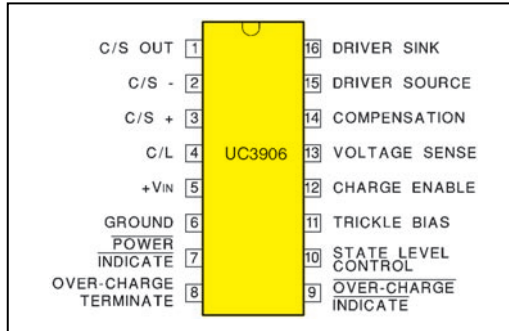 C/S OUT 1 16 DRIVER SINK
C/S - 2 15 DRIVER SOURCE
C/S + 3 14 COMPENSATION
C/L 4 UC3906 13 VOLTAGE SENSE
+VIN 5 12 CHARGE ENABLE
GROUND 6 11 TRICKLE BIAS
POWER
INDICATE 7 10 STATE LEVEL
CONTROL
OVER-CHARGE
TERMINATE 8 9 OVER-CHARGE
INDICATE